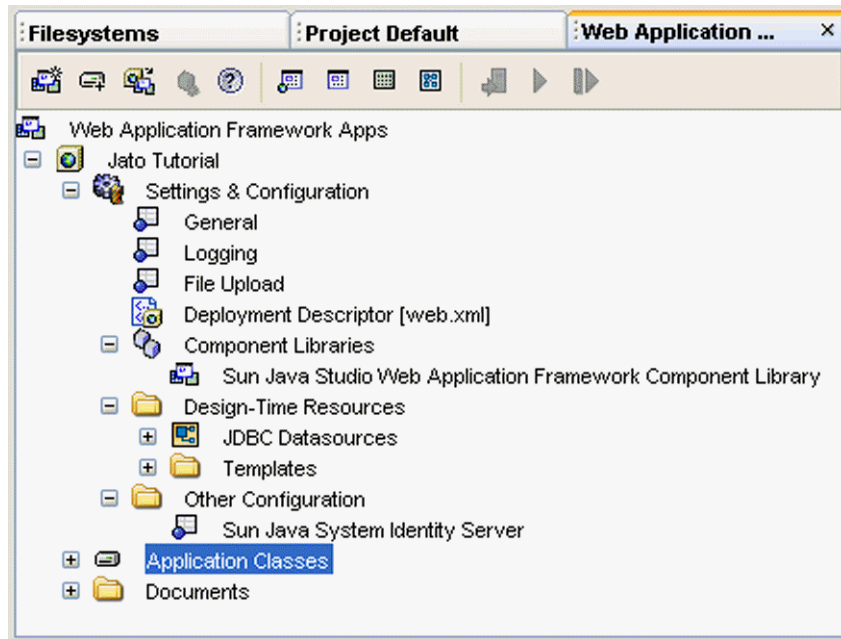 Filesystems Project Default Web Application ...
Web Application Framework Apps
Jato Tutorial
Settings & Configuration
General
Logging
File Upload
Deployment Descriptor [web.xml]
Component Libraries
Sun Java Studio Web Application Framework Component Library
Design-Time Resources
JDBC Datasources
Templates
Other Configuration
Sun Java System Identity Server
Application Classes
Documents